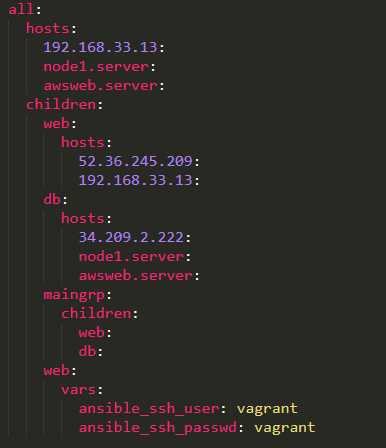 all:
hosts:
192.168.33.13:
node1.server:
awsweb.server:
children:
web:
hosts:
52.36.245.209:
192.168.33.13:
db:
hosts:
34.209.2.222:
node1.server:
awsweb.server:
maingrp:
children:
web:
db:
web:
vars:
ansible_ssh_user: vagrant
ansible_ssh_passwd: vagrant